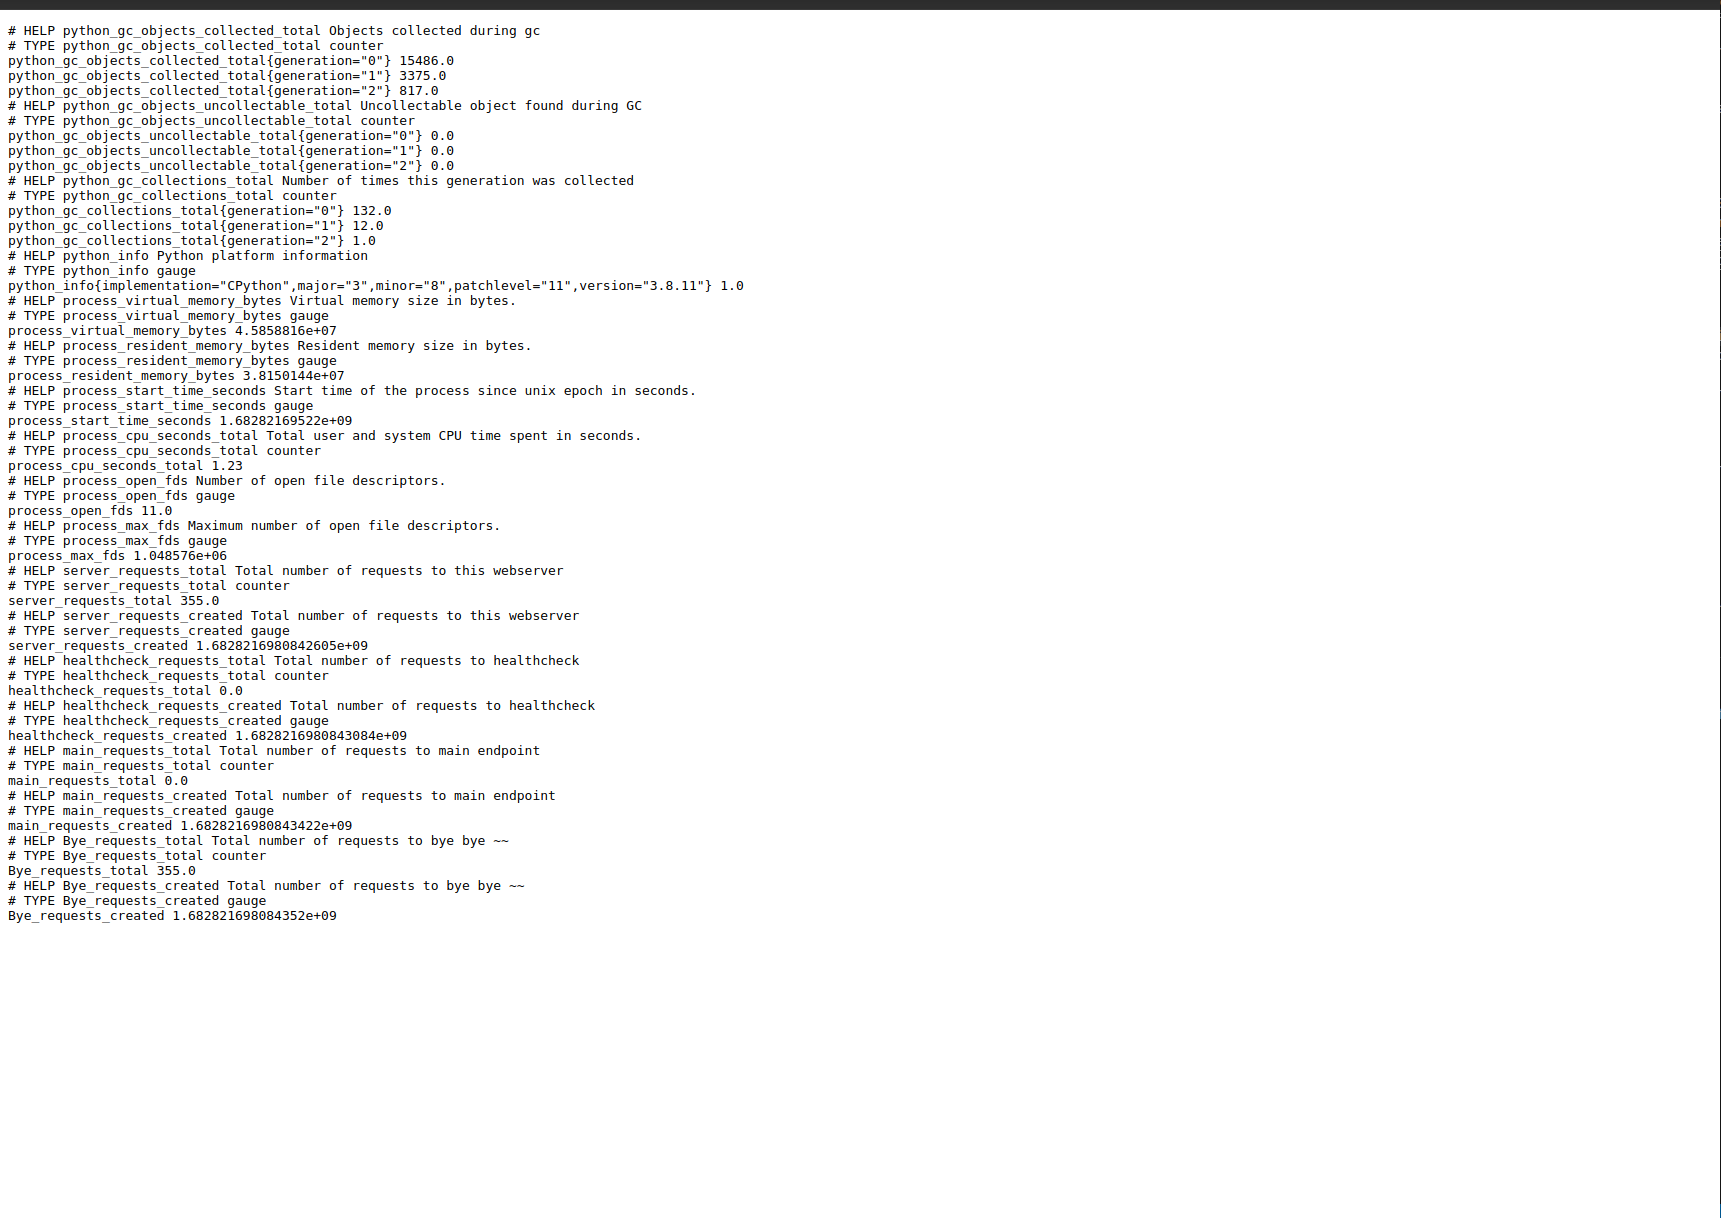 # HELP python_gc_objects_collected_total Objects collected during gc
# TYPE python_gc_objects_collected_total counter
python_gc_objects_collected_total{generation="0"} 15486.0
python_gc_objects_collected_total{generation="1"} 3375.0
python_gc_objects_collected_total{generation="2"} 817.0
# HELP python_gc_objects_uncollectable_total Uncollectable object found during GC
# TYPE python_gc_objects_uncollectable_total counter
python_gc_objects_uncollectable_total{generation="0"} 0.0
python_gc_objects_uncollectable_total{generation="1"} 0.0
python_gc_objects_uncollectable_total{generation="2"} 0.0
# HELP python_gc_collections_total Number of times this generation was collected
# TYPE python_gc_collections_total counter
python_gc_collections_total{generation="0"} 132.0
python_gc_collections_total{generation="1"} 12.0
python_gc_collections_total{generation="2"} 1.0
# HELP python_info Python platform information
# TYPE python_info gauge
python_info{implementation="CPython",major="3",minor="8",patchlevel="11",version="3.8.11"} 1.0
# HELP process_virtual_memory_bytes Virtual memory size in bytes.
# TYPE process_virtual_memory_bytes gauge
process_virtual_memory_bytes 4.5858816e+07
# HELP process_resident_memory_bytes Resident memory size in bytes.
# TYPE process_resident_memory_bytes gauge
process_resident_memory_bytes 3.8150144e+07
# HELP process_start_time_seconds Start time of the process since unix epoch in seconds.
# TYPE process_start_time_seconds gauge
process_start_time_seconds 1.68282169522e+09
# HELP process_cpu_seconds_total Total user and system CPU time spent in seconds.
# TYPE process_cpu_seconds_total counter
process_cpu_seconds_total 1.23
# HELP process_open_fds Number of open file descriptors.
# TYPE process_open_fds gauge
process_open_fds 11.0
# HELP process_max_fds Maximum number of open file descriptors.
# TYPE process_max_fds gauge
process_max_fds 1.048576e+06
# HELP server_requests_total Total number of requests to this webserver
# TYPE server_requests_total counter
server_requests_total 355.0
# HELP server_requests_created Total number of requests to this webserver
# TYPE server_requests_created gauge
server_requests_created 1.6828216980842605e+09
# HELP healthcheck_requests_total Total number of requests to healthcheck
# TYPE healthcheck_requests_total counter
healthcheck_requests_total 0.0
# HELP healthcheck_requests_created Total number of requests to healthcheck
# TYPE healthcheck_requests_created gauge
healthcheck_requests_created 1.6828216980843084e+09
# HELP main_requests_total Total number of requests to main endpoint
# TYPE main_requests_total counter
main_requests_total 0.0
# HELP main_requests_created Total number of requests to main endpoint
# TYPE main_requests_created gauge
main_requests_created 1.6828216980843422e+09
# HELP Bye_requests_total Total number of requests to bye bye ~~
# TYPE Bye_requests_total counter
Bye_requests_total 355.0
# HELP Bye_requests_created Total number of requests to bye bye ~~
# TYPE Bye_requests_created gauge
Bye_requests_created 1.682821698084352e+09